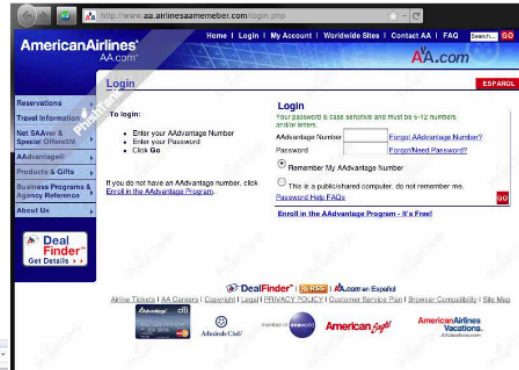 http://www.aa.airlinesaamemeber.com/login.php
Home | Login | My Account | Worldwide Sites | Contact AA | FAQ
Search... GO
AmericanAirlines®
AA.com®
AA.com
PhishTank
Login
ESPAÑOL
Reservations
Travel Information
Net SAAver & Special OffersSM
AAdvantage®
Products & Gifts
Business Programs & Agency Reference
About Us
Deal Finder™
Get Details
To login:
Enter your AAdvantage Number
Enter your Password
Click Go
If you do not have an AAdvantage number, click
Enroll in the AAdvantage Program.
Login
Your password is case sensitive and must be 6-12 numbers
and/or letters.
AAdvantage Number
Forgot AAdvantage Number?
Password
Forgot/Need Password?
Remember My AAdvantage Number
This is a public/shared computer, do not remember me.
Password Help FAQs
GO
Enroll in the AAdvantage Program - It's Free!
DealFinder™ | RSS | AA.com en Español
Airline Tickets | AA Careers | Copyright | Legal | PRIVACY POLICY | Customer Service Plan | Browser Compatibility | Site Map
AAdvantage citi
Admirals Club®
member of oneworld
American Eagle
AmericanAirlines
Vacations.
AAVacations.com